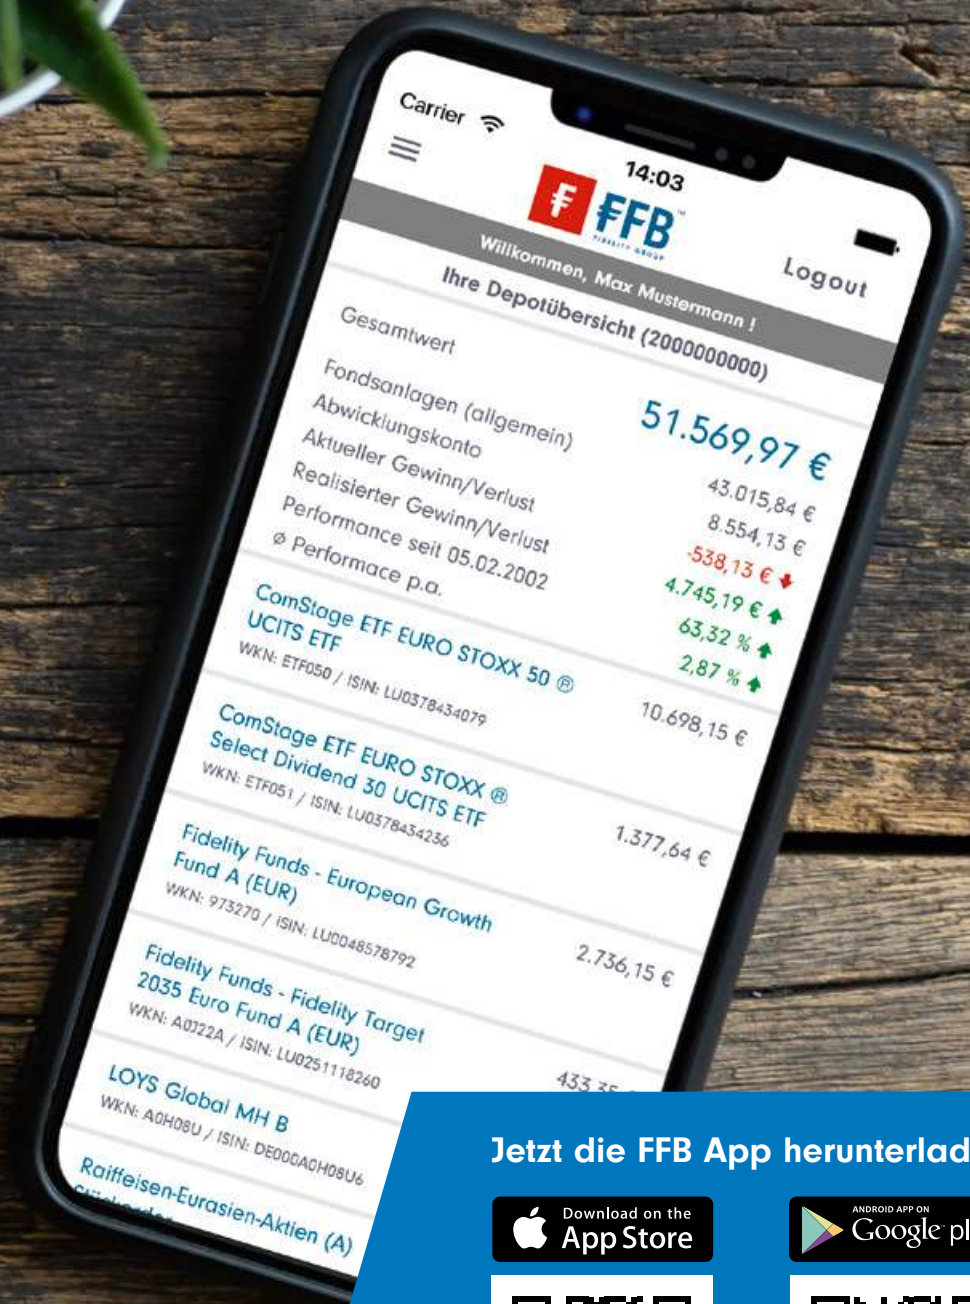 Carrier
14:03
FFB
FIDELITY GROUP
Logout
Willkommen, Max Mustermann !
Ihre Depotübersicht (2000000000)
Gesamtwert 51.569,97 €
Fondsanlagen (allgemein) 43.015,84 €
Abwicklungskonto 8.554,13 €
Aktueller Gewinn/Verlust -538,13 €
Realisierter Gewinn/Verlust 4.745,19 €
Performance seit 05.02.2002 63,32 %
ø Performace p.a. 2,87 %
ComStage ETF EURO STOXX 50 ®
UCITS ETF 10.698,15 €
WKN: ETF050 / ISIN: LU0378434079
ComStage ETF EURO STOXX ®
Select Dividend 30 UCITS ETF 1.377,64 €
WKN: ETF051 / ISIN: LU0378434236
Fidelity Funds - European Growth
Fund A (EUR) 2.736,15 €
WKN: 973270 / ISIN: LU0048578792
Fidelity Funds - Fidelity Target
2035 Euro Fund A (EUR) 433,35
WKN: A0J22A / ISIN: LU0251118260
LOYS Global MH B
WKN: A0H08U / ISIN: DE000A0H08U6
Raiffeisen-Eurasien-Aktien (A)
Jetzt die FFB App herunterlad
Download on the
App Store
ANDROID APP ON
Google pl